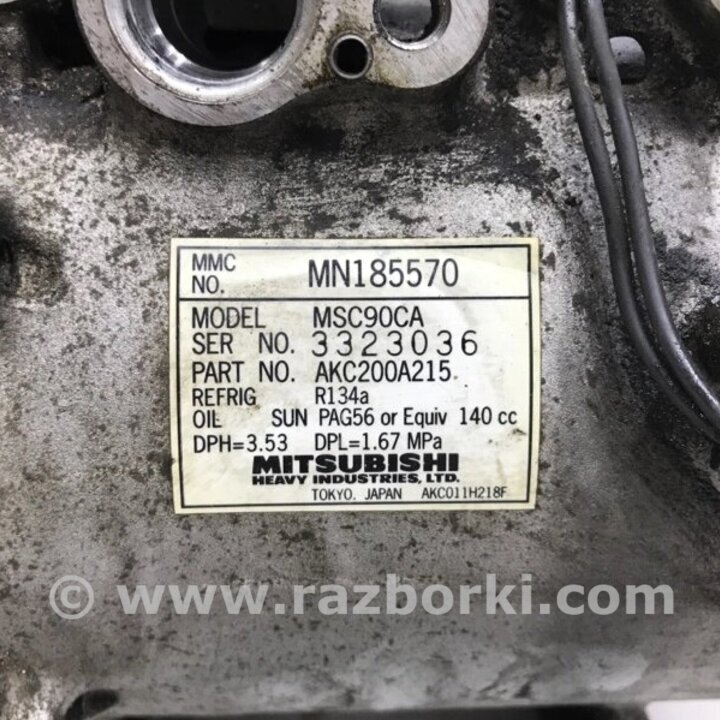 MMC NO. MN185570
MODEL MSC90CA
SER NO. 3323036
PART NO. AKC200A215
REFRIG R134a
OIL SUN PAG56 or Equiv 140 cc
DPH=3.53 DPL=1.67 MPa
MITSUBISHI
HEAVY INDUSTRIES, LTD.
TOKYO. JAPAN AKC011H218F
© www.razborki.com